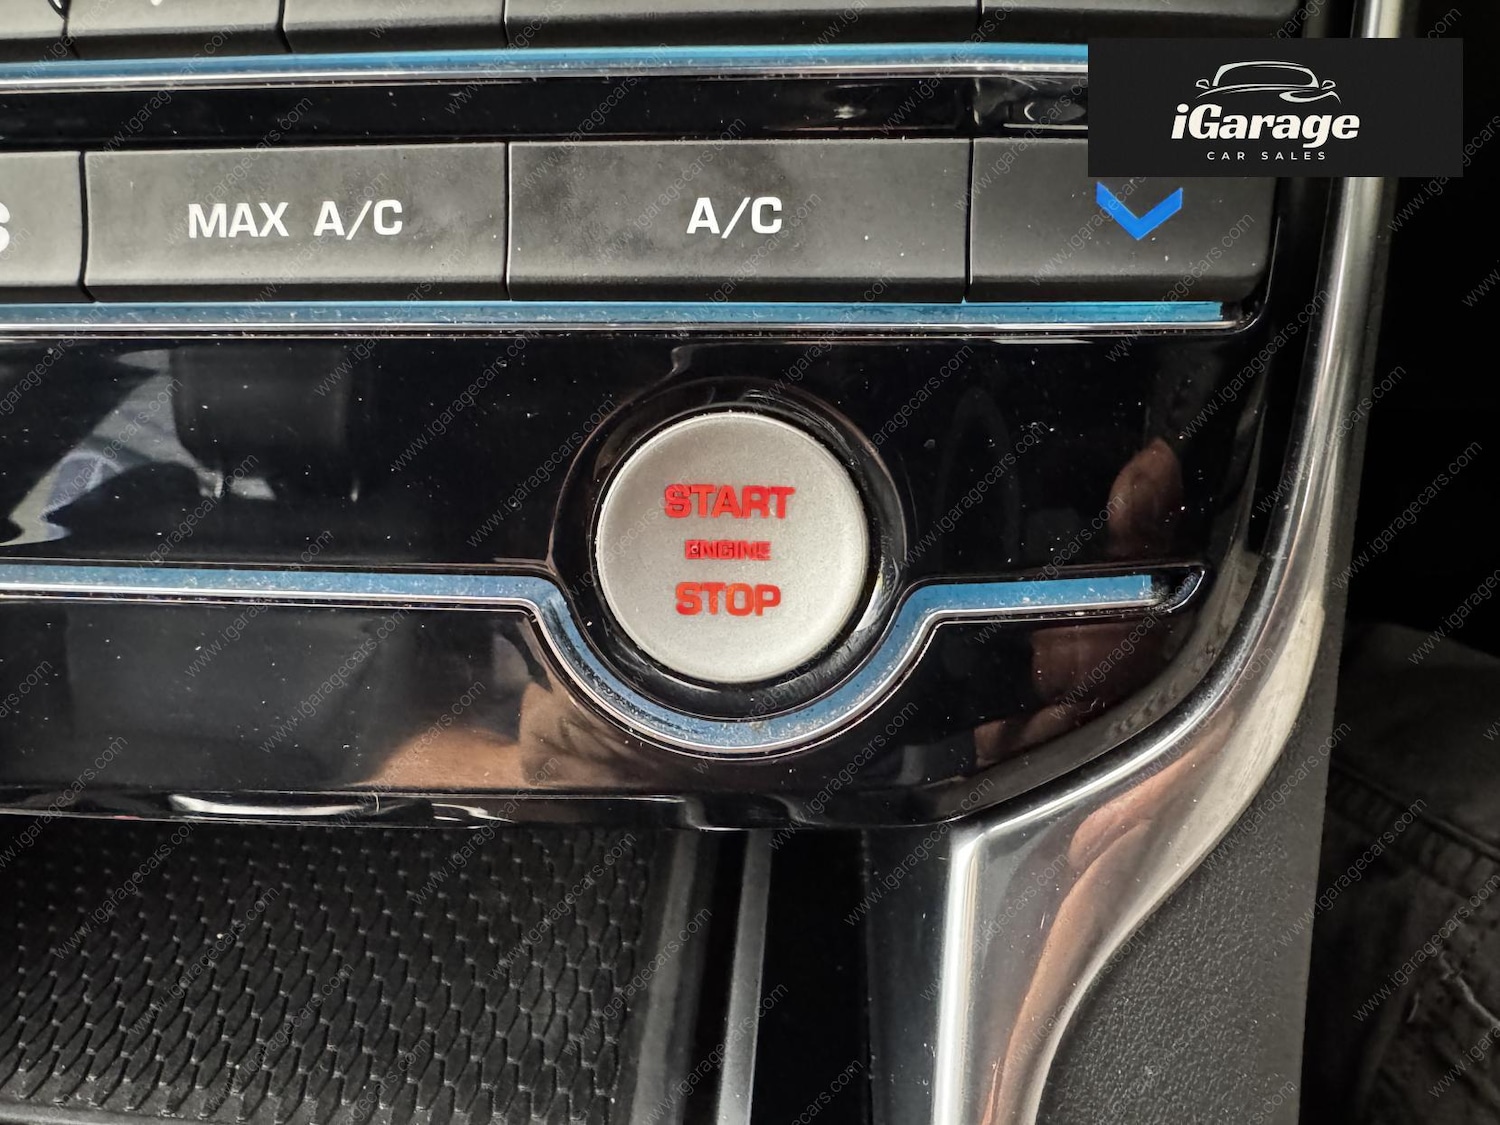 iGarage
CAR SALES
MAX A/C
A/C
START
ENGINE
STOP
www.igaragecars.com